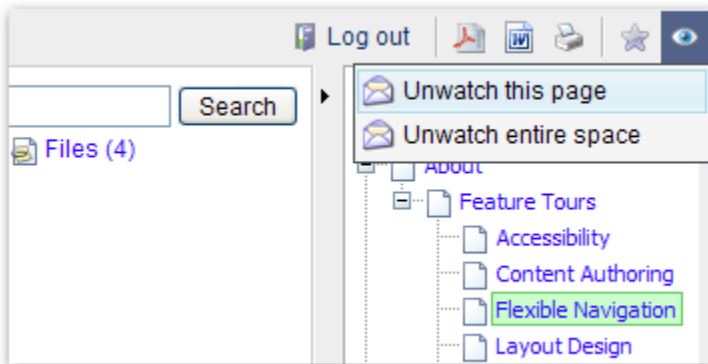 Log out
Unwatch this page
Search
Unwatch entire space
Files (4)
About
Feature Tours
Accessibility
Content Authoring
Flexible Navigation
Layout Design